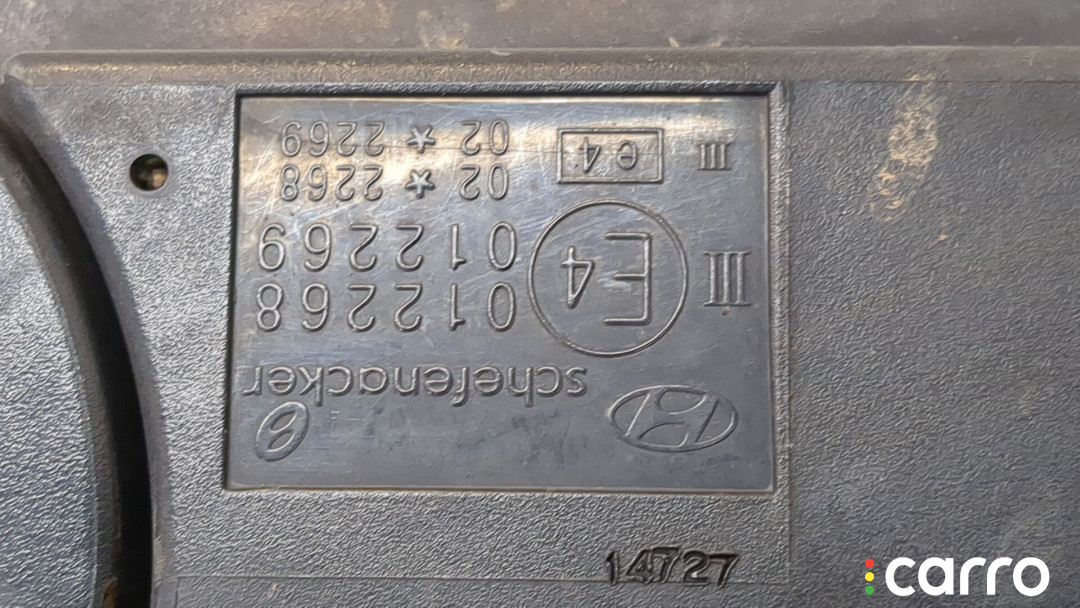 schefenacker
III E4 012268
012269
02 * 2268
III e4 02 * 2269
14727
carro